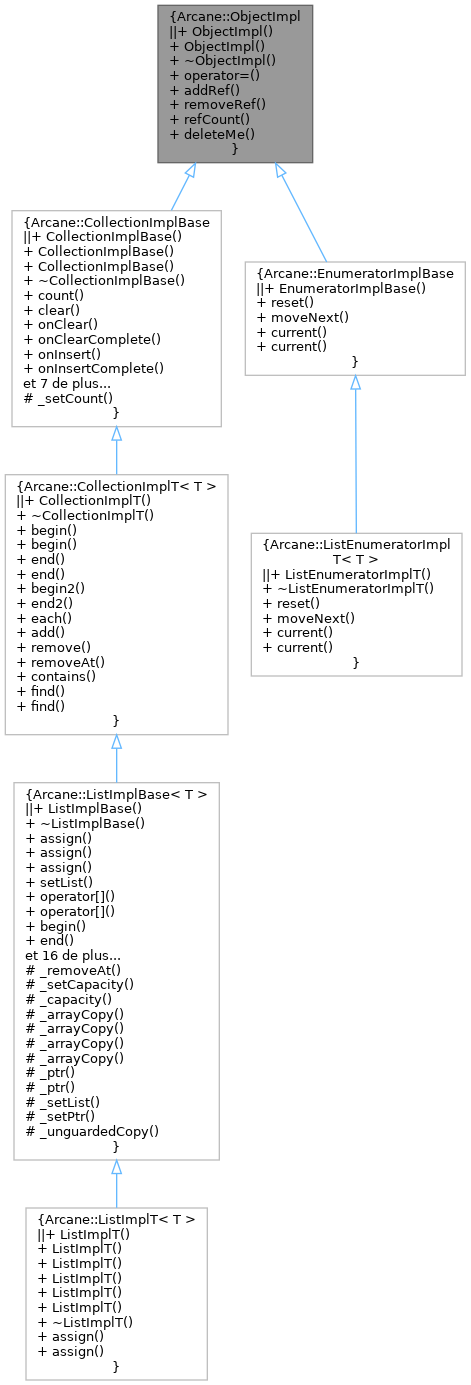 {Arcane::ObjectImpl
||+ ObjectImpl()
+ ObjectImpl()
+ ~ObjectImpl()
+ operator=()
+ addRef()
+ removeRef()
+ refCount()
+ deleteMe()
}
{Arcane::CollectionImplBase
||+ CollectionImplBase()
+ CollectionImplBase()
+ CollectionImplBase()
+ ~CollectionImplBase()
+ count()
+ clear()
+ onClear()
+ onClearComplete()
+ onInsert()
+ onInsertComplete()
et 7 de plus...
# _setCount()
}
{Arcane::EnumeratorImplBase
||+ EnumeratorImplBase()
+ reset()
+ moveNext()
+ current()
+ current()
}
{Arcane::CollectionImplT< T >
||+ CollectionImplT()
+ ~CollectionImplT()
+ begin()
+ begin()
+ end()
+ end()
+ begin2()
+ end2()
+ each()
+ add()
+ remove()
+ removeAt()
+ contains()
+ find()
+ find()
}
{Arcane::ListEnumeratorImpl
T< T >
||+ ListEnumeratorImplT()
+ ~ListEnumeratorImplT()
+ reset()
+ moveNext()
+ current()
+ current()
}
{Arcane::ListImplBase< T >
||+ ListImplBase()
+ ~ListImplBase()
+ assign()
+ assign()
+ assign()
+ setList()
+ operator[]()
+ operator[]()
+ begin()
+ end()
et 16 de plus...
# _removeAt()
# _setCapacity()
# _capacity()
# _arrayCopy()
# _arrayCopy()
# _arrayCopy()
# _arrayCopy()
# _ptr()
# _ptr()
# _setList()
# _setPtr()
# _unguardedCopy()
}
{Arcane::ListImplT< T >
||+ ListImplT()
+ ListImplT()
+ ListImplT()
+ ListImplT()
+ ListImplT()
+ ListImplT()
+ ~ListImplT()
+ assign()
+ assign()
}